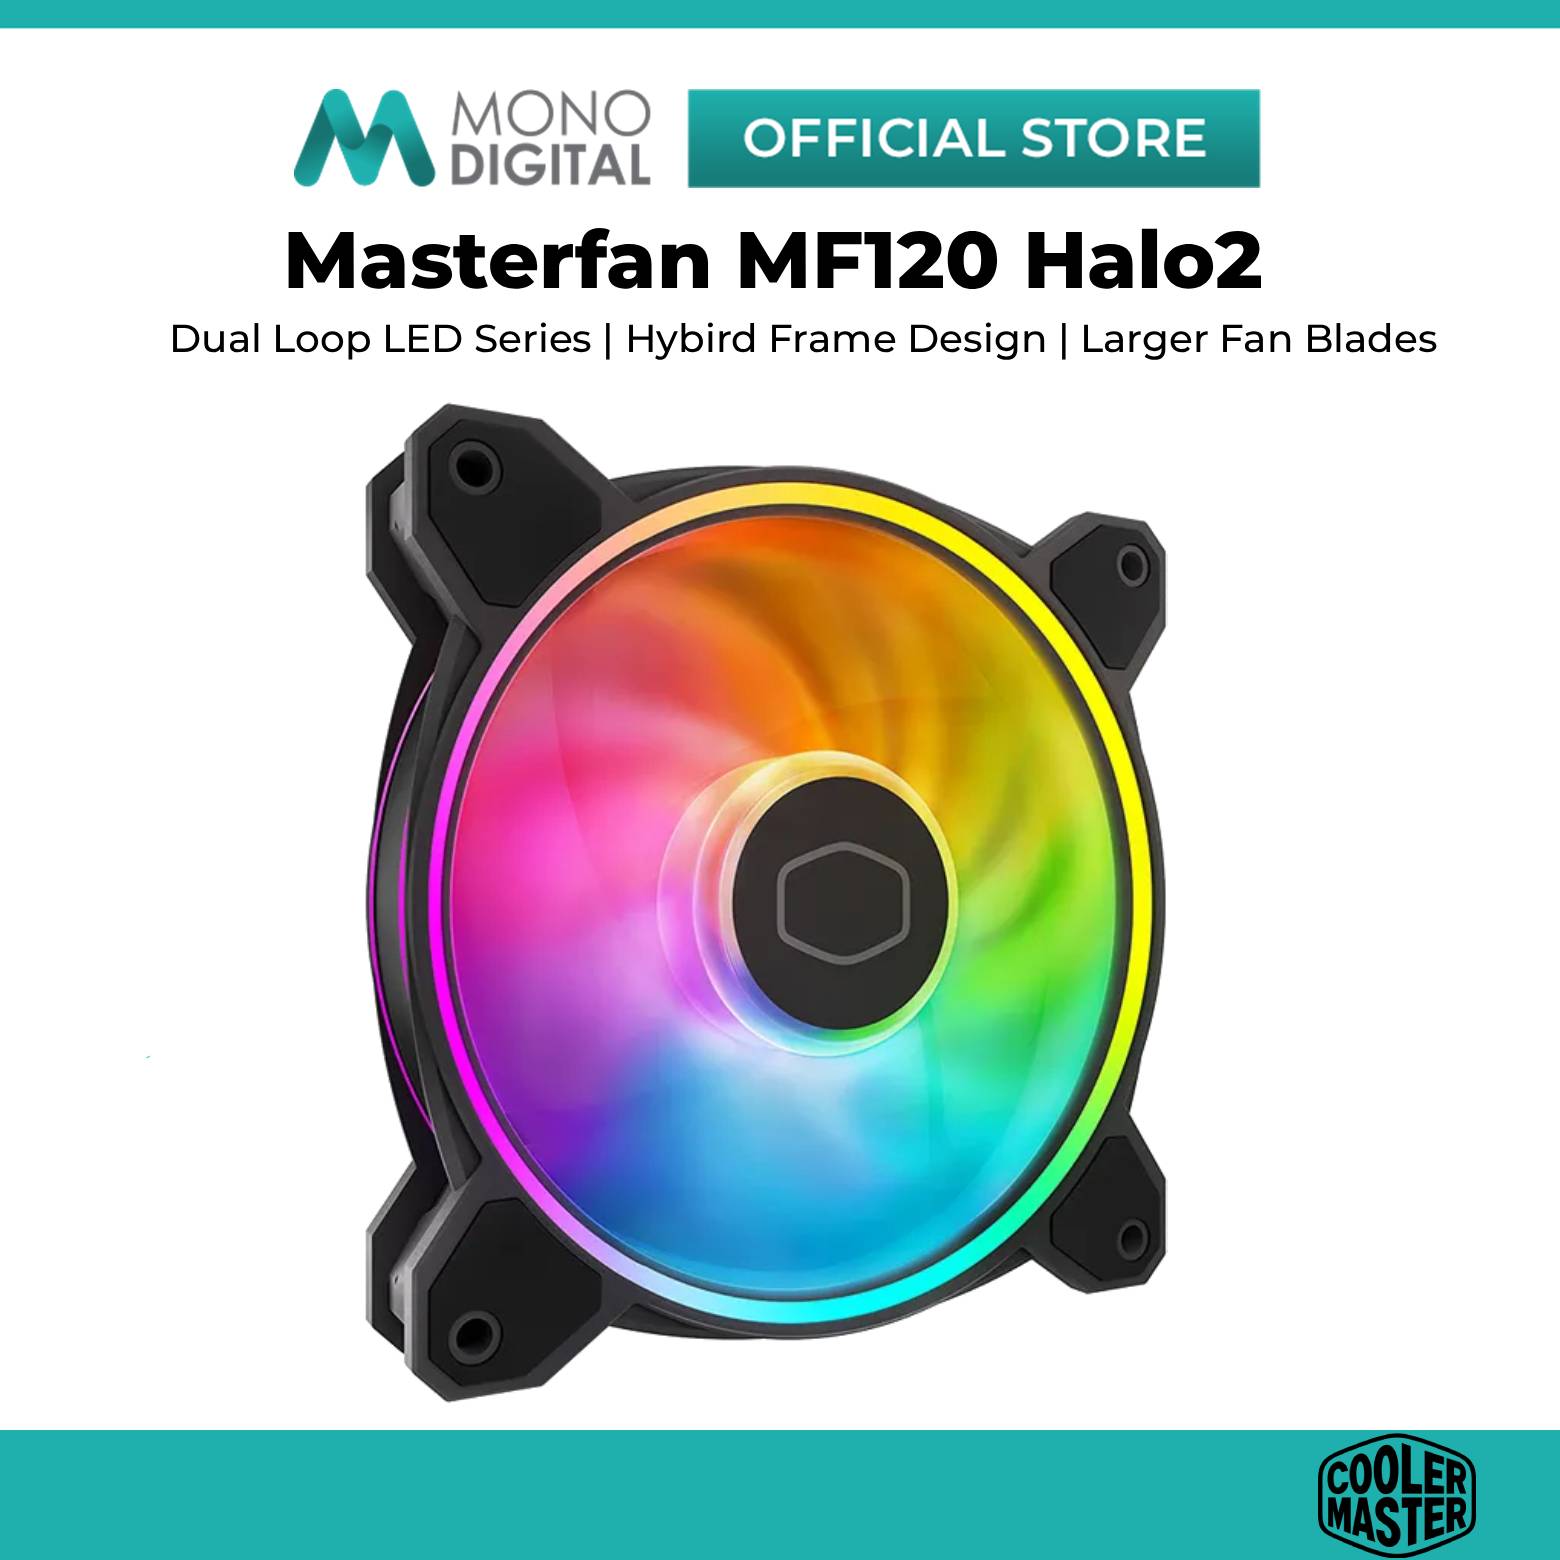 MONO
DIGITAL
OFFICIAL STORE
Masterfan MF120 Halo2
Dual Loop LED Series | Hybird Frame Design | Larger Fan Blades
COOLER
MASTER